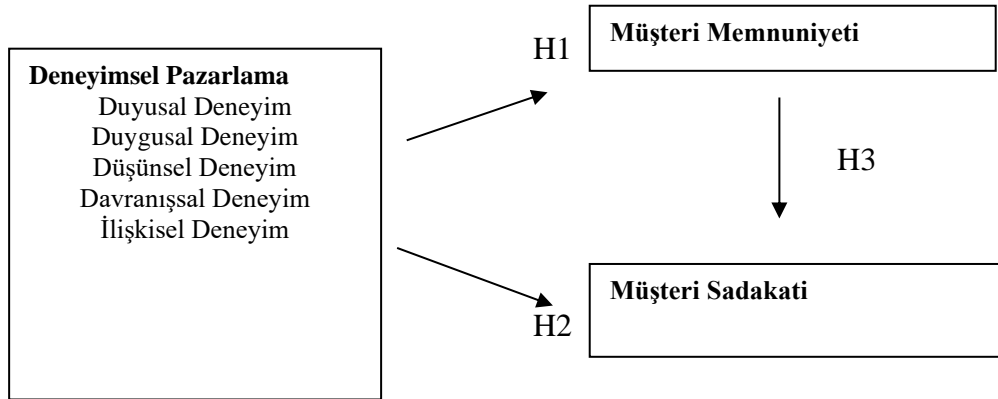 Deneyimsel Pazarlama
Duyusal Deneyim
Duygusal Deneyim
Düşünsel Deneyim
Davranışsal Deneyim
İlişkisel Deneyim
H1
Müşteri Memnuniyeti
H3
H2
Müşteri Sadakati